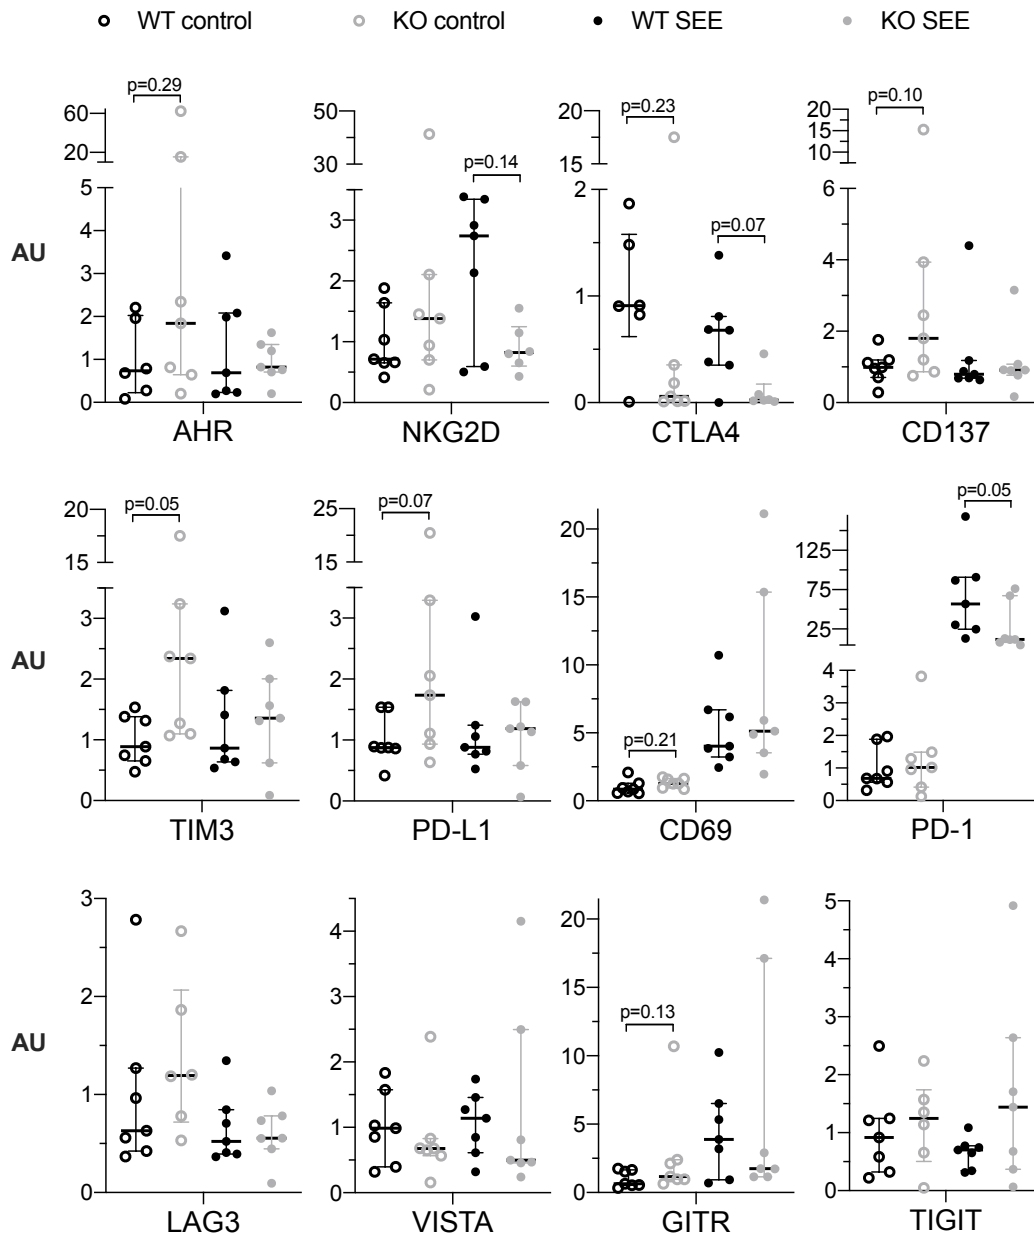 WT control KO control WT SEE KO SEE
p=0.29 p=0.14 p=0.23 p=0.10
60 50 20 20
20 30 15 15
10
5 3 2 6
4 2 1 4
3 1 0 2
2 0 0
1
0
AU
AHR NKG2D CTLA4 CD137
p=0.07
p=0.05 p=0.07 p=0.21 p=0.05
20 25 20 125
15 15 15 75
3 3 10 25
2 2 5 4
1 1 0 3
0 0 2
1
0
AU
TIM3 PD-L1 CD69 PD-1
p=0.13
3 4 20 5
2 3 15 4
1 2 10 3
0 1 5 2
0 0 1
0
AU
LAG3 VISTA GITR TIGIT